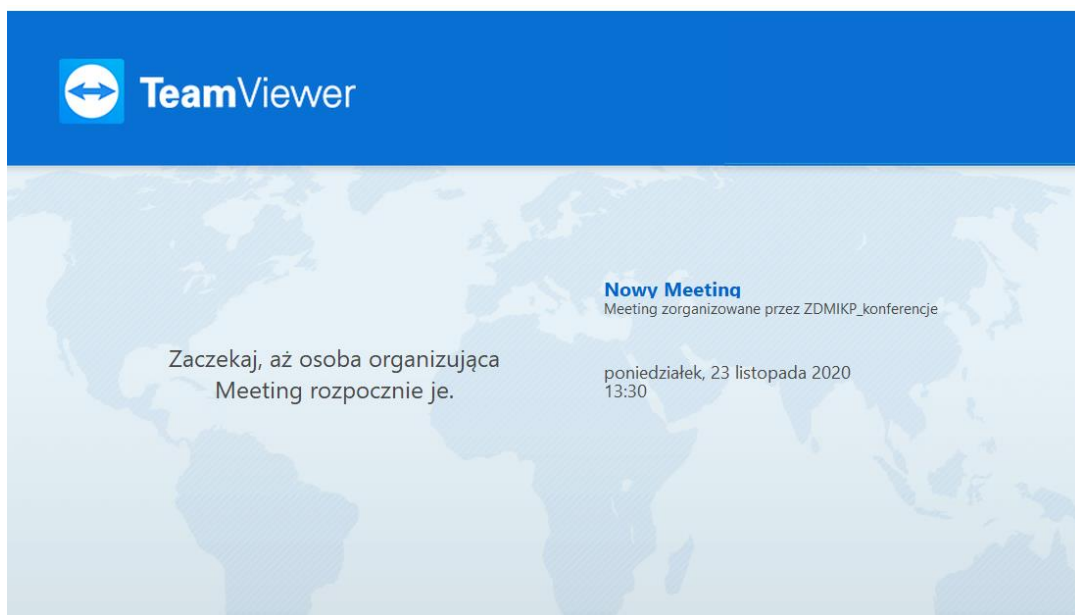 TeamViewer
Zaczekaj, aż osoba organizująca
Meeting rozpocznie je.
Nowy Meeting
Meeting zorganizowane przez ZDMIKP_konferencje
poniedziałek, 23 listopada 2020
13:30